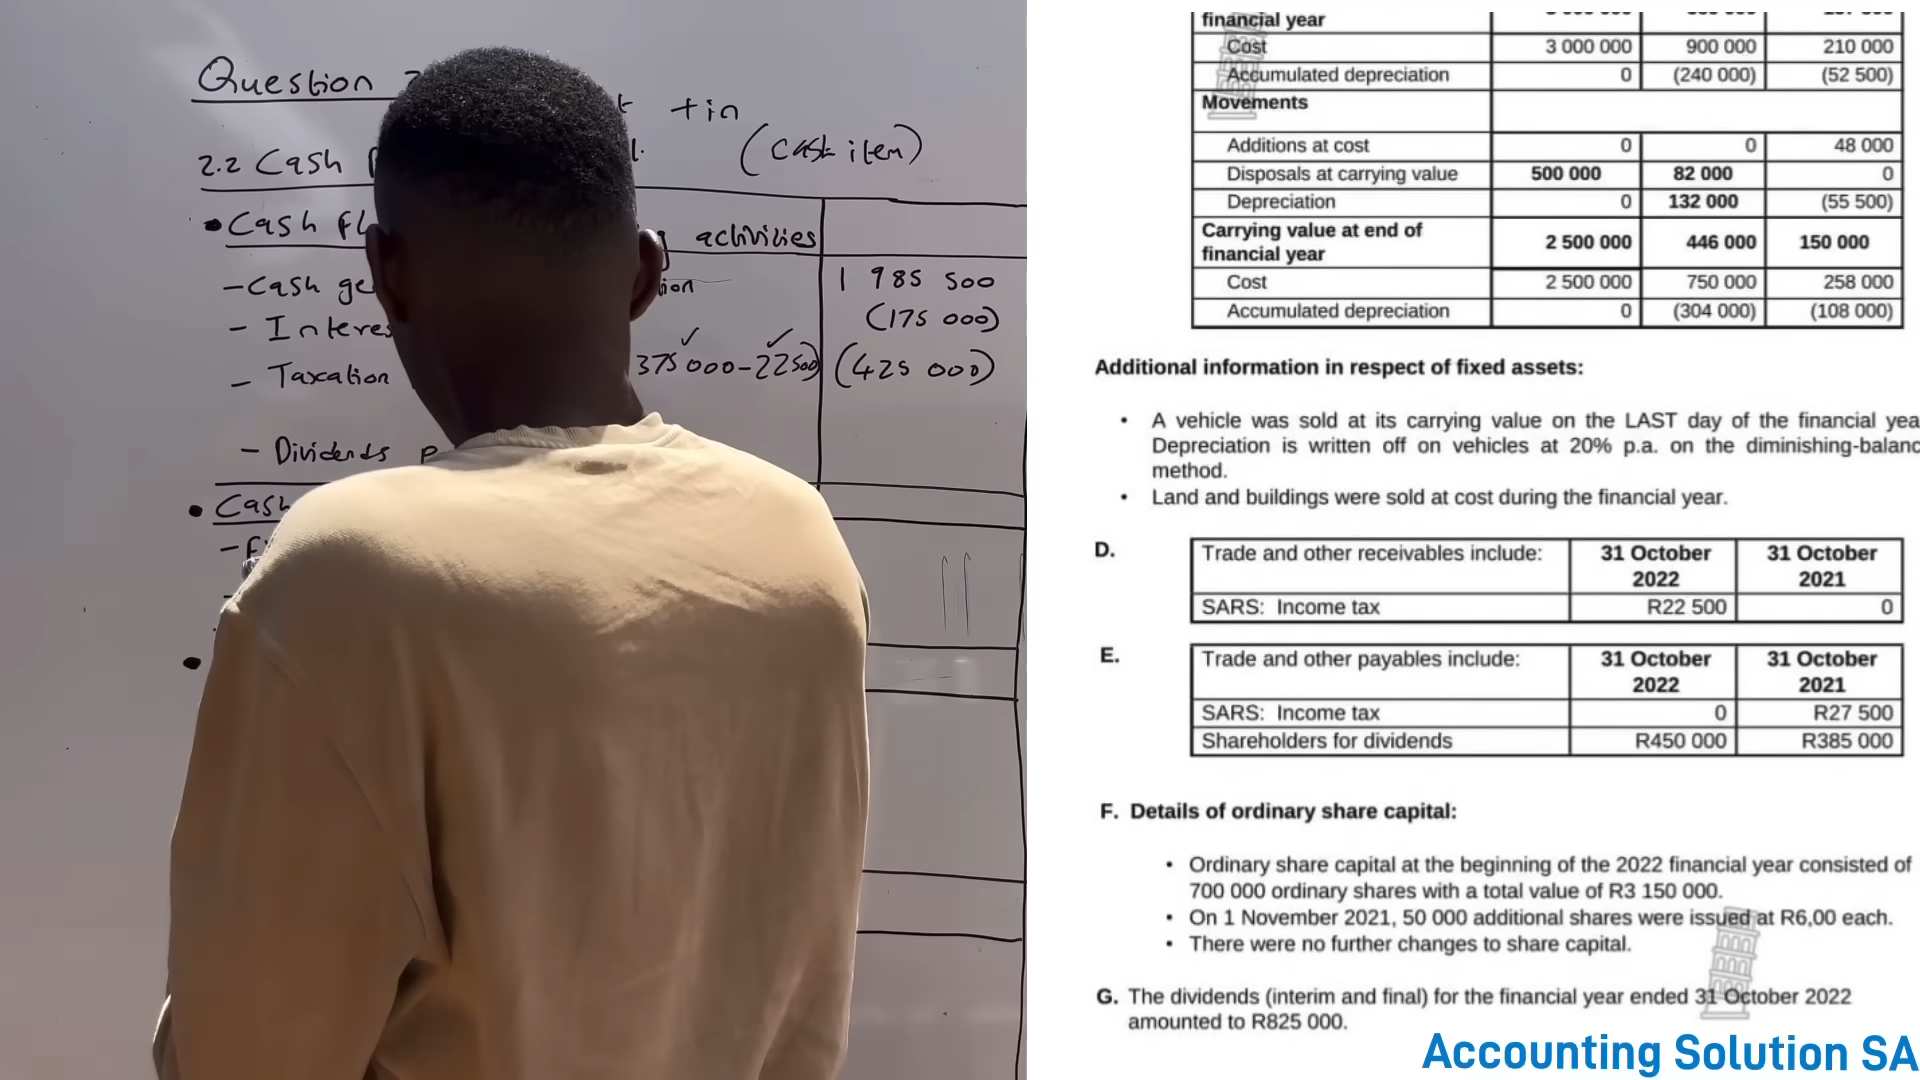 Question
tin
2.2 Cash
(cash item)
•Cash
activities
-Cash
1 985 500
- Interes
(175 000)
- Taxation
375 000-22500) (425 000)
- Dividends
• Cash
financial year
Cost 3 000 000 900 000 210 000
Accumulated depreciation 0 (240 000) (52 500)
Movements
Additions at cost 0 0 48 000
Disposals at carrying value 500 000 82 000 0
Depreciation 0 132 000 (55 500)
Carrying value at end of
financial year 2 500 000 446 000 150 000
Cost 2 500 000 750 000 258 000
Accumulated depreciation 0 (304 000) (108 000)
Additional information in respect of fixed assets:
• A vehicle was sold at its carrying value on the LAST day of the financial yea
Depreciation is written off on vehicles at 20% p.a. on the diminishing-balanc
method.
• Land and buildings were sold at cost during the financial year.
D. Trade and other receivables include: 31 October 2022 31 October 2021
SARS: Income tax R22 500 0
E. Trade and other payables include: 31 October 2022 31 October 2021
SARS: Income tax 0 R27 500
Shareholders for dividends R450 000 R385 000
F. Details of ordinary share capital:
• Ordinary share capital at the beginning of the 2022 financial year consisted of
700 000 ordinary shares with a total value of R3 150 000.
• On 1 November 2021, 50 000 additional shares were issued at R6,00 each.
• There were no further changes to share capital.
G. The dividends (interim and final) for the financial year ended 31 October 2022
amounted to R825 000.
Accounting Solution SA